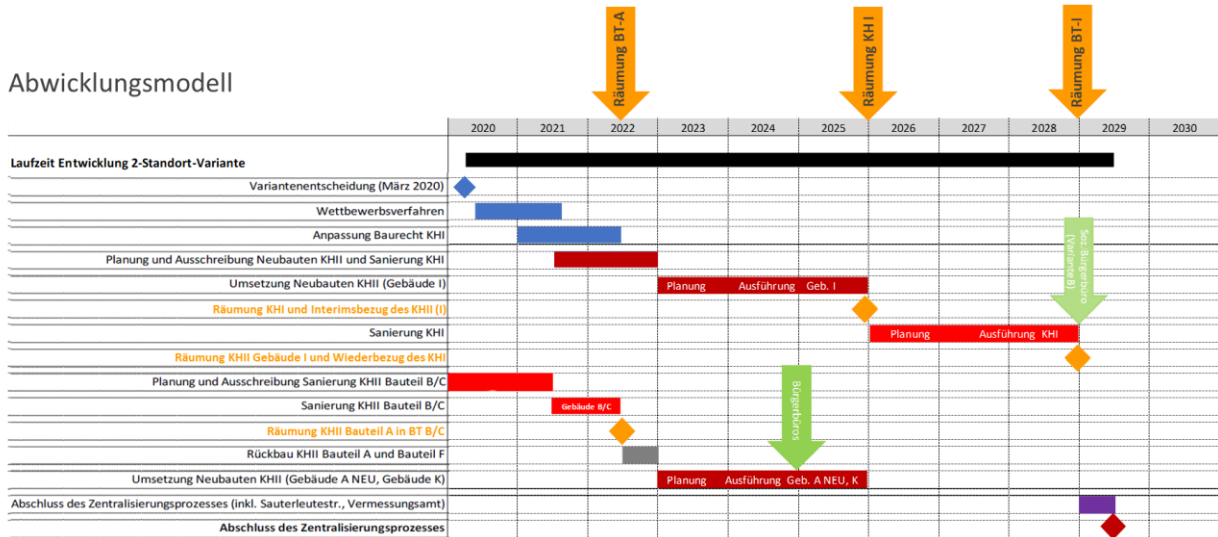 Räumung BT-A
Räumung KH I
Räumung BT-I
Abwicklungsmodell
2020 2021 2022 2023 2024 2025 2026 2027 2028 2029 2030
Laufzeit Entwicklung 2-Standort-Variante
Variantenentscheidung (März 2020)
Wettbewerbsverfahren
Anpassung Baurecht KHI
Soz. Bürgerbüro
(Variante B)
Planung und Ausschreibung Neubauten KHII und Sanierung KHI
Umsetzung Neubauten KHII (Gebäude I) Planung Ausführung Geb. I
Räumung KHI und Interimsbezug des KHII (I)
Sanierung KHI Planung Ausführung KHI
Räumung KHII Gebäude I und Wiederbezug des KHI
Planung und Ausschreibung Sanierung KHII Bauteil B/C
Bürgerbüros
Sanierung KHII Bauteil B/C Gebäude B/C
Räumung KHII Bauteil A in BT B/C
Rückbau KHII Bauteil A und Bauteil F
Umsetzung Neubauten KHII (Gebäude A NEU, Gebäude K) Planung Ausführung Geb. A NEU, K
Abschluss des Zentralisierungsprozesses (inkl. Sauterleutestr., Vermessungsamt)
Abschluss des Zentralisierungsprozesses